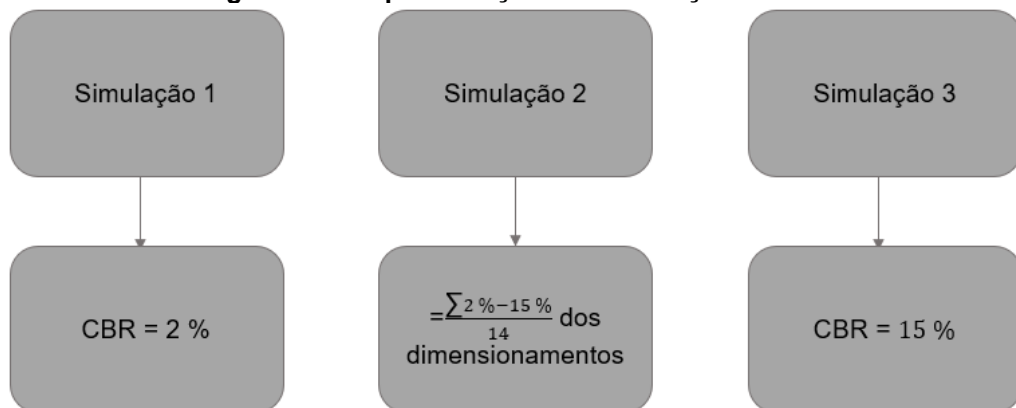 Simulação 1
Simulação 2
Simulação 3
CBR = 2 %
=∑2 %−15 %/14 dos
dimensionamentos
CBR = 15 %